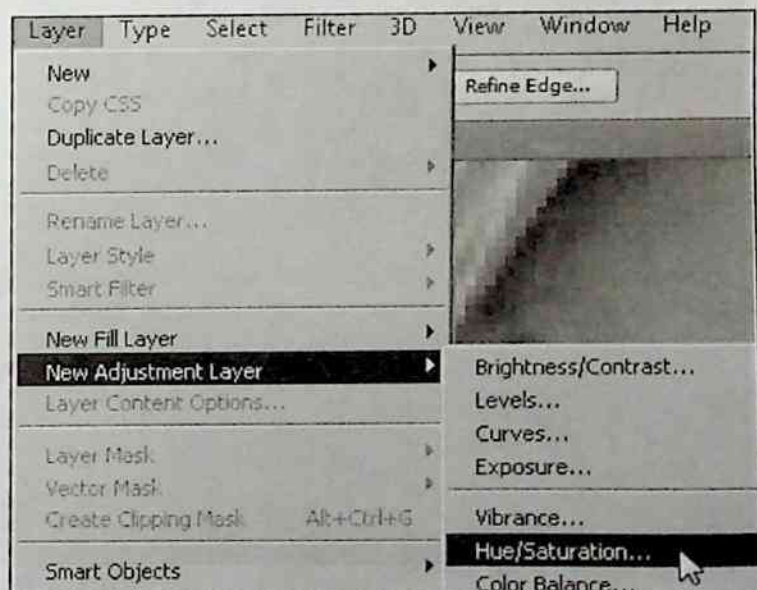 Layer Type Select Filter 3D View Window Help
New
Copy CSS
Duplicate Layer...
Delete
Rename Layer...
Layer Style
Smart Filter
New Fill Layer
New Adjustment Layer
Layer Content Options...
Layer Mask
Vector Mask
Create Clipping Mask Alt+Ctrl+G
Smart Objects
Refine Edge...
Brightness/Contrast...
Levels...
Curves...
Exposure...
Vibrance...
Hue/Saturation...
Color Balance...